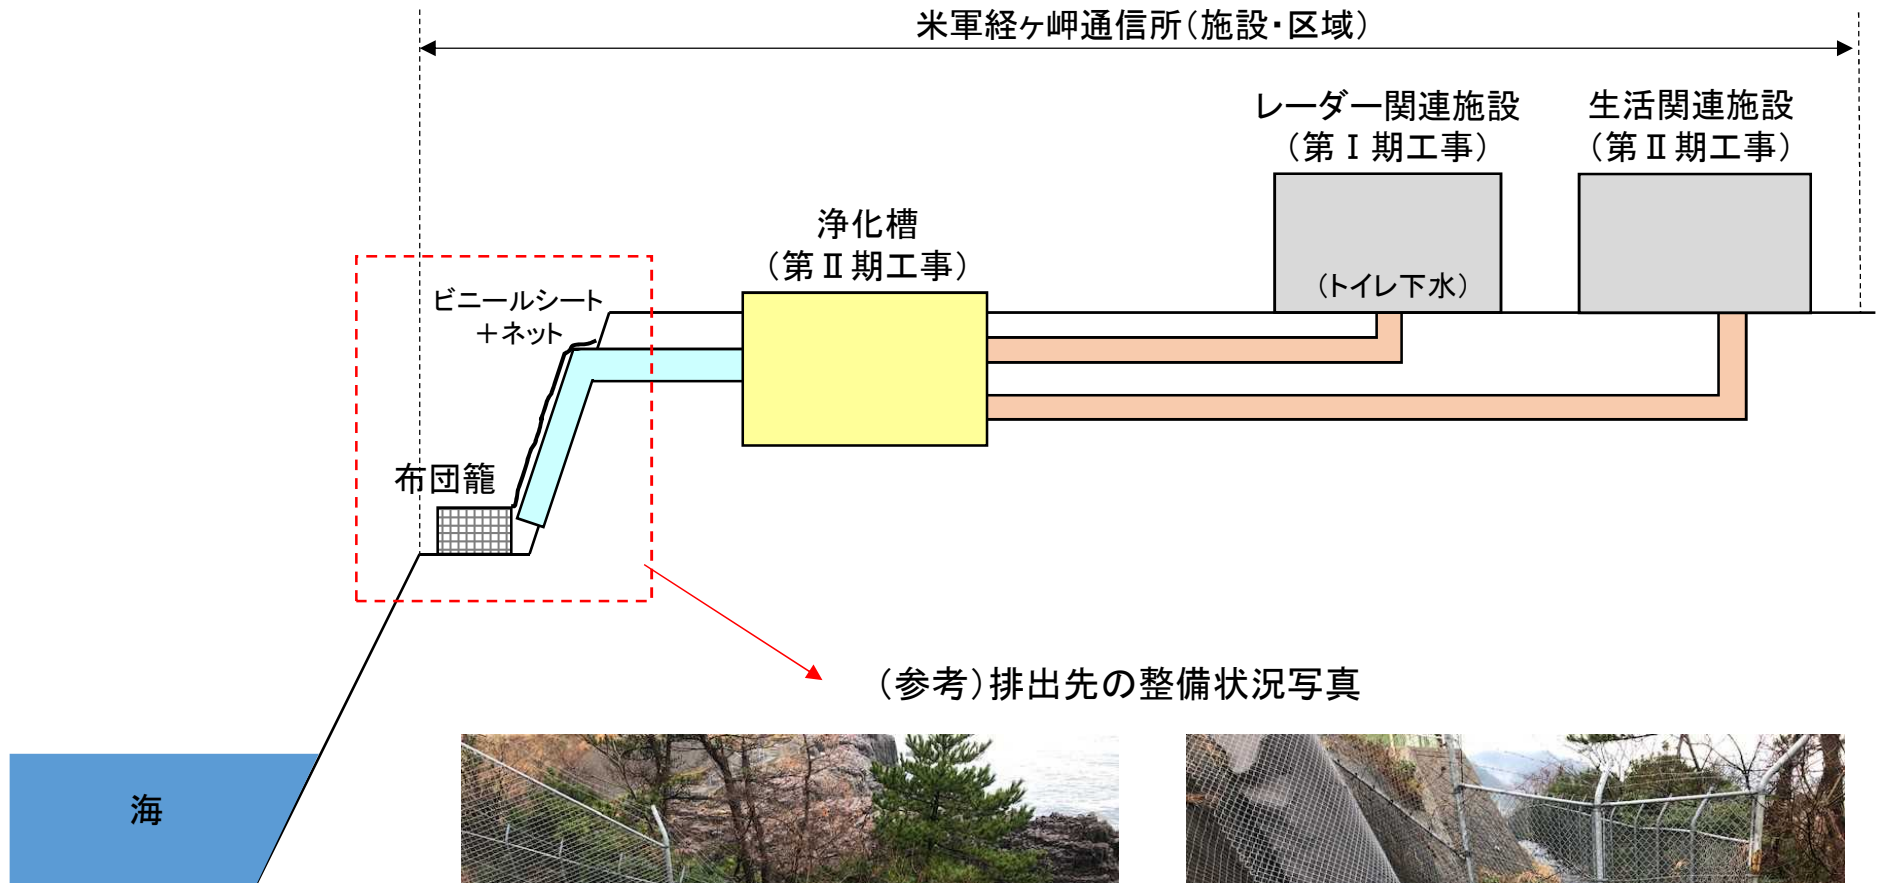 米軍経ヶ岬通信所（施設・区域）
レーダー関連施設
（第Ⅰ期工事）
生活関連施設
（第Ⅱ期工事）
浄化槽
（第Ⅱ期工事）
（トイレ下水）
ビニールシート
＋ネット
布団籠
（参考）排出先の整備状況写真
海